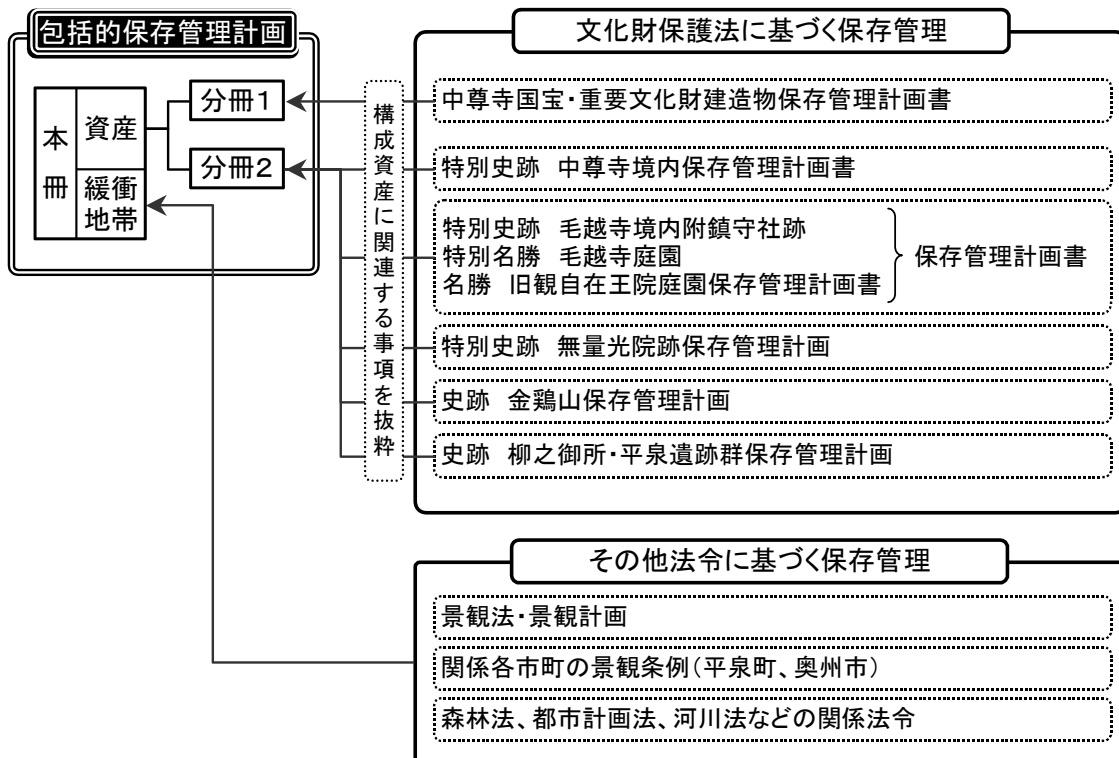 包括的保存管理計画
本冊
資産
緩衝
地帯
分冊1
分冊2
構成資産に関連する事項を抜粋
文化財保護法に基づく保存管理
中尊寺国宝・重要文化財建造物保存管理計画書
特別史跡 中尊寺境内保存管理計画書
特別史跡 毛越寺境内附鎮守社跡
特別名勝 毛越寺庭園
名勝 旧観自在王院庭園保存管理計画書
保存管理計画書
特別史跡 無量光院跡保存管理計画
史跡 金鶏山保存管理計画
史跡 柳之御所・平泉遺跡群保存管理計画
その他法令に基づく保存管理
景観法・景観計画
関係各市町の景観条例(平泉町、奥州市)
森林法、都市計画法、河川法などの関係法令